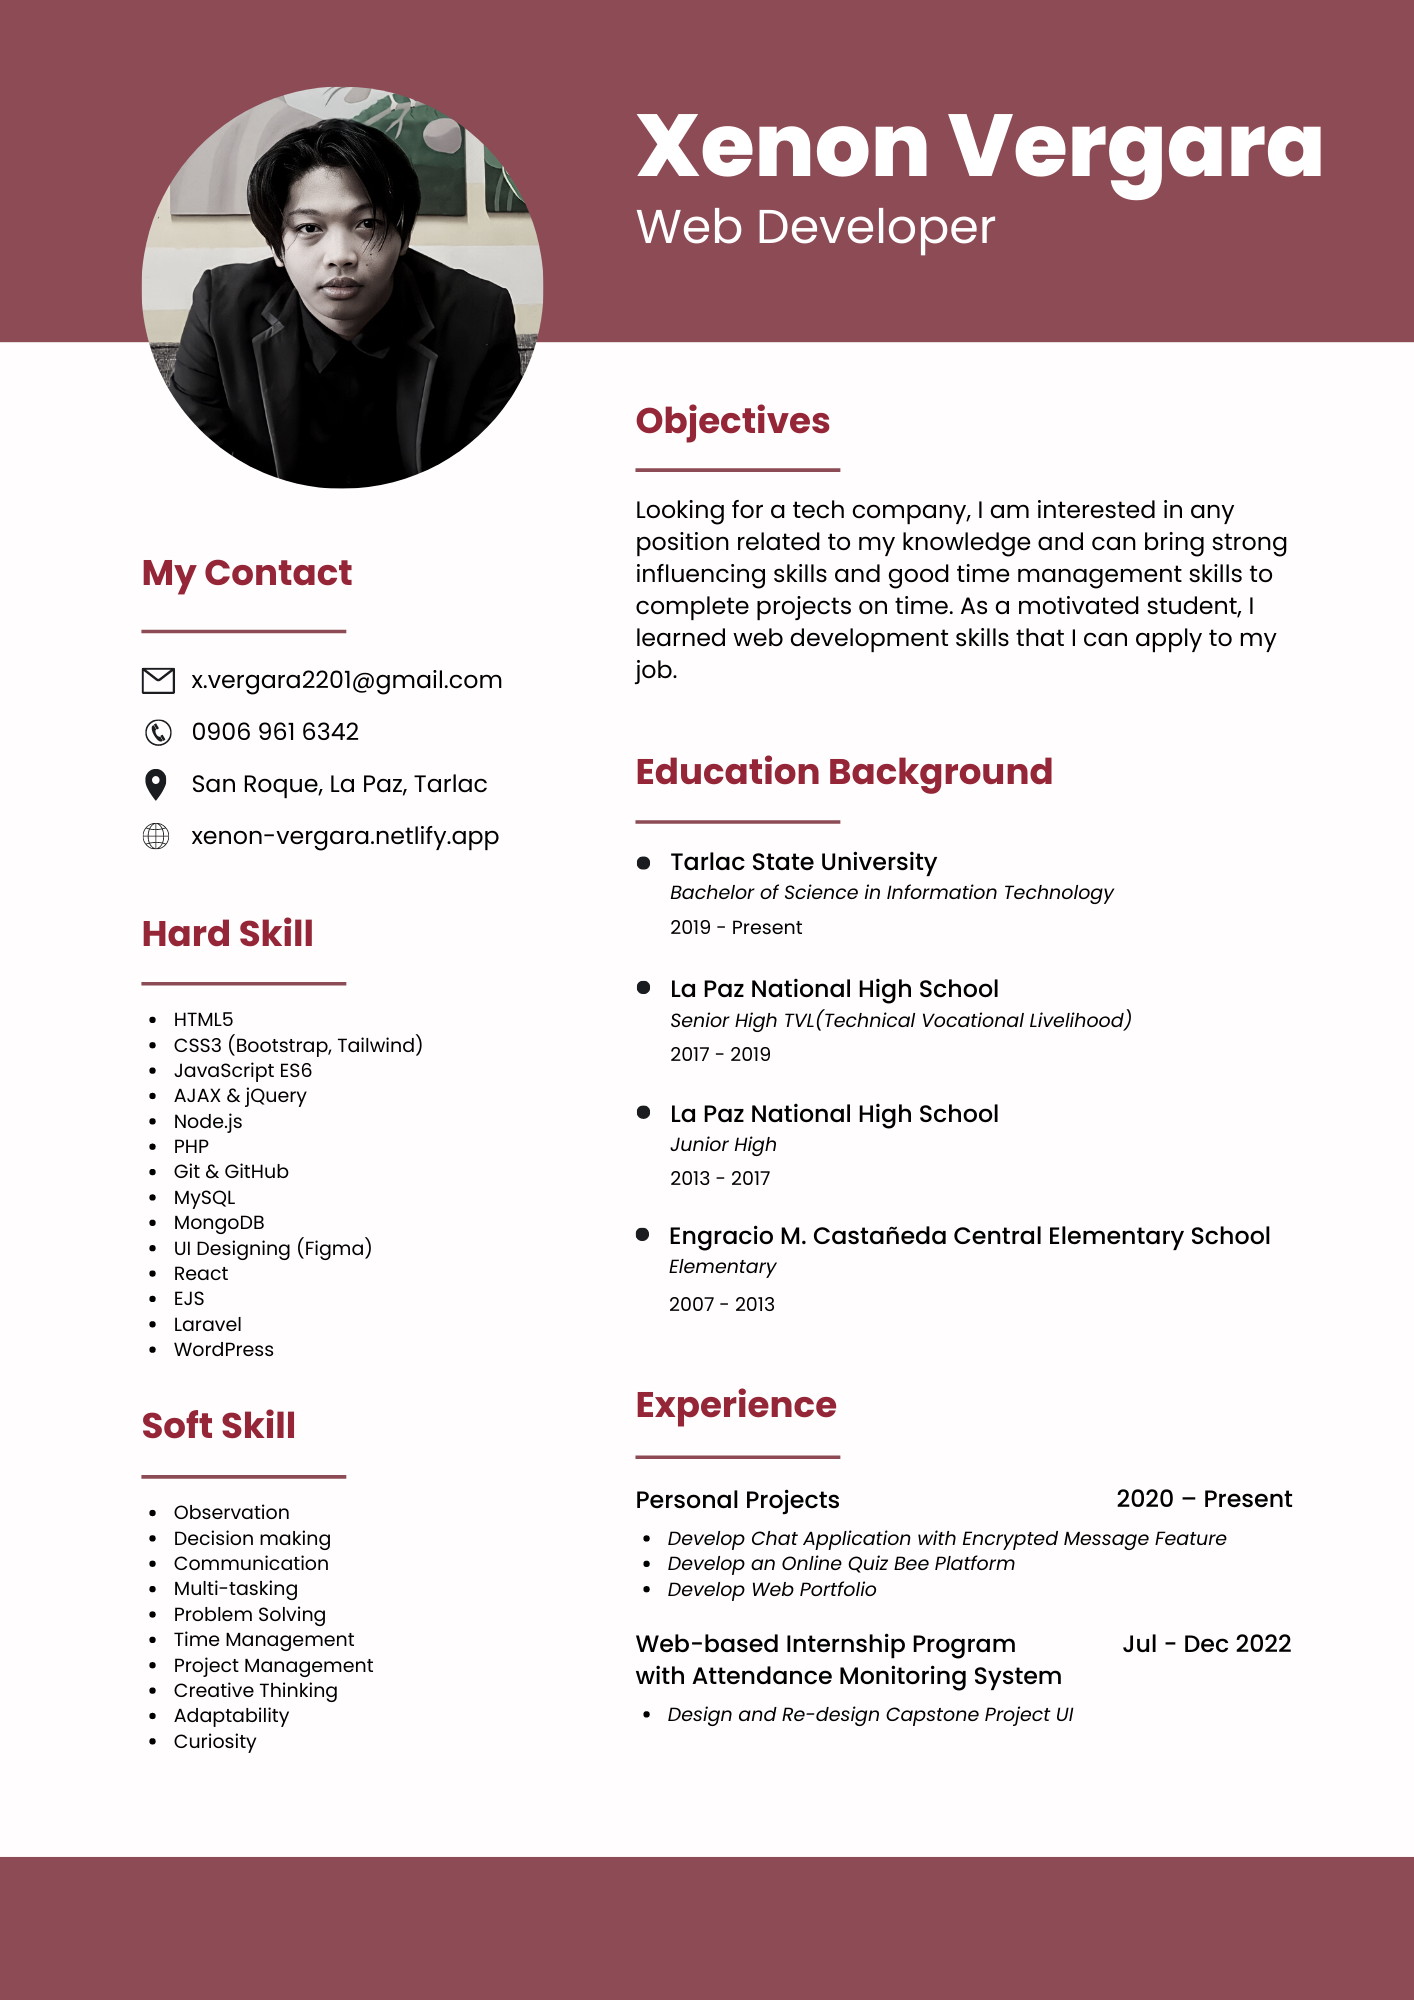 Xenon Vergara
Web Developer
My Contact
x.vergara2201@gmail.com
0906 961 6342
San Roque, La Paz, Tarlac
xenon-vergara.netlify.app
Hard Skill
• HTML5
• CSS3 (Bootstrap, Tailwind)
• JavaScript ES6
• AJAX & jQuery
• Node.js
• PHP
• Git & GitHub
• MySQL
• MongoDB
• UI Designing (Figma)
• React
• EJS
• Laravel
• WordPress
Soft Skill
• Observation
• Decision making
• Communication
• Multi-tasking
• Problem Solving
• Time Management
• Project Management
• Creative Thinking
• Adaptability
• Curiosity
Objectives
Looking for a tech company, I am interested in any
position related to my knowledge and can bring strong
influencing skills and good time management skills to
complete projects on time. As a motivated student, I
learned web development skills that I can apply to my
job.
Education Background
• Tarlac State University
Bachelor of Science in Information Technology
2019 - Present
• La Paz National High School
Senior High TVL(Technical Vocational Livelihood)
2017 - 2019
• La Paz National High School
Junior High
2013 - 2017
• Engracio M. Castañeda Central Elementary School
Elementary
2007 - 2013
Experience
Personal Projects 2020 – Present
• Develop Chat Application with Encrypted Message Feature
• Develop an Online Quiz Bee Platform
• Develop Web Portfolio
Web-based Internship Program Jul - Dec 2022
with Attendance Monitoring System
• Design and Re-design Capstone Project UI